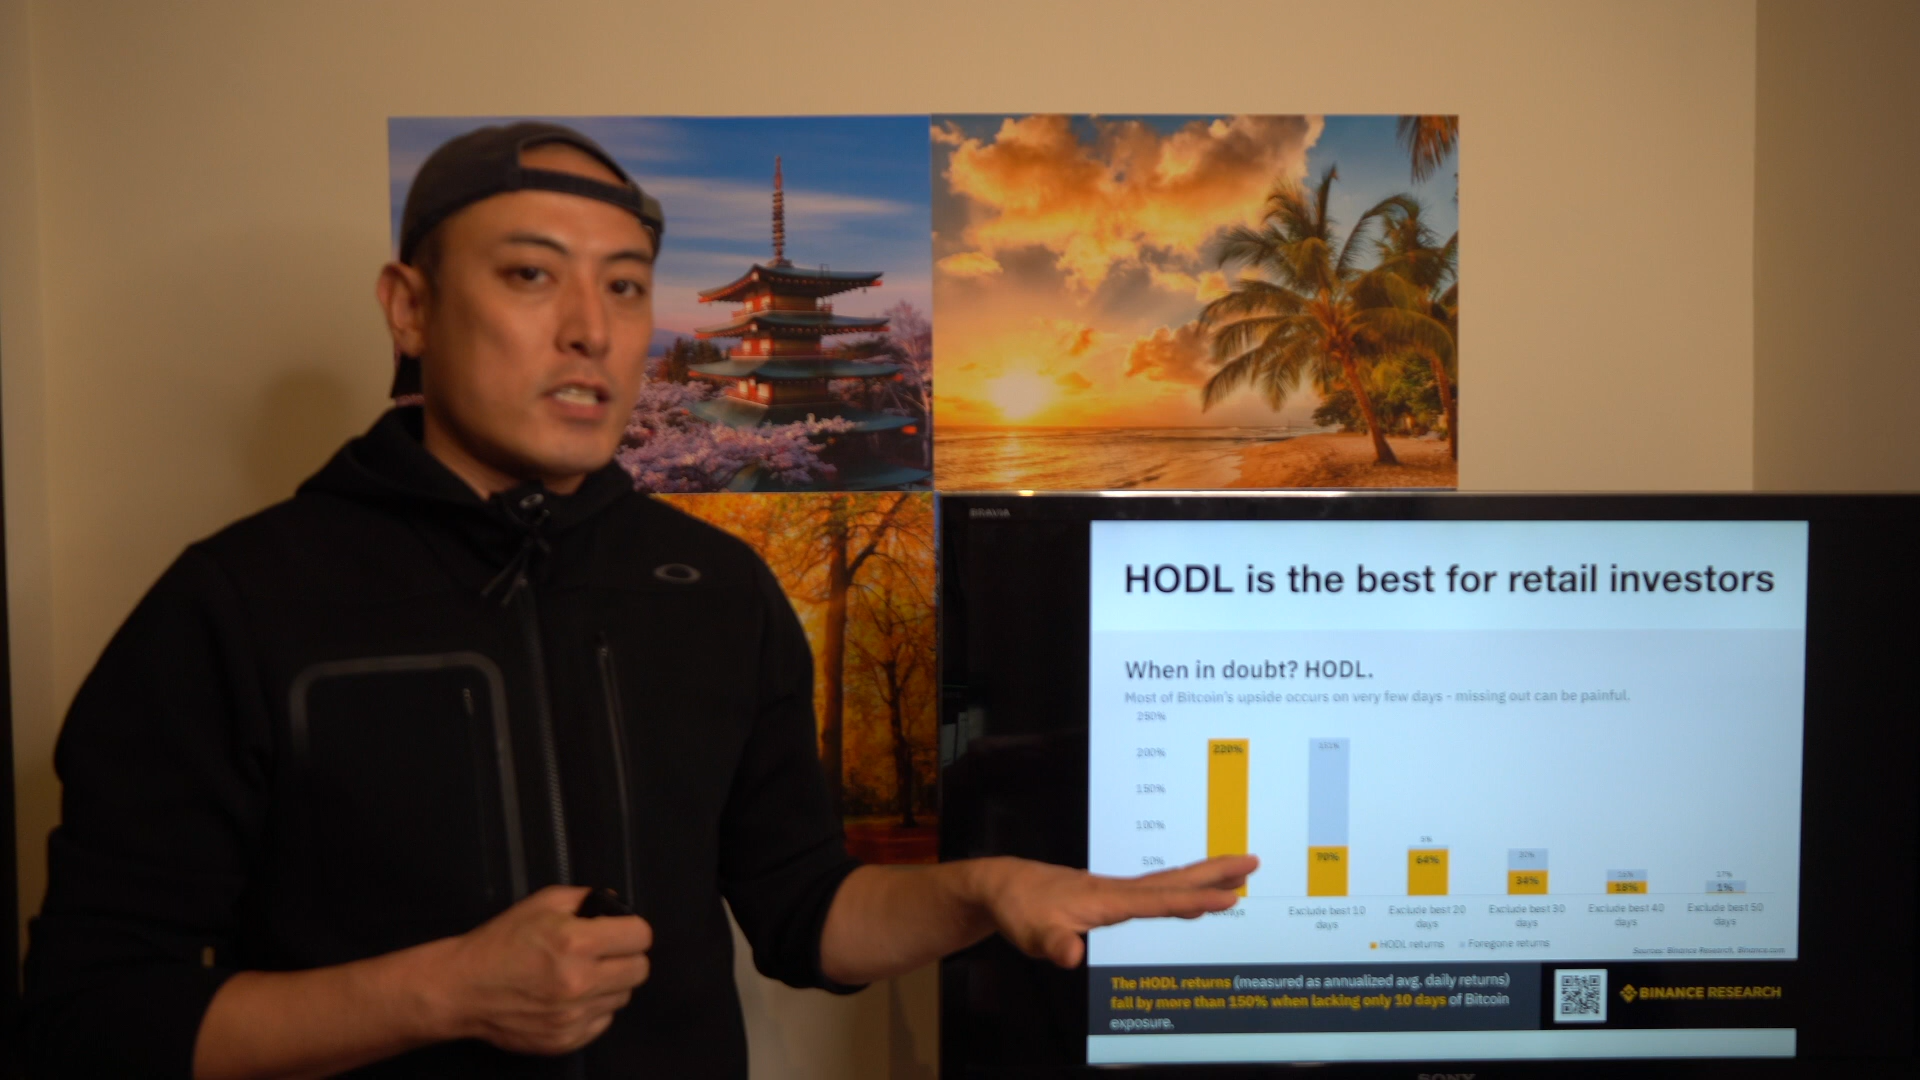 BRAVIA
HODL is the best for retail investors
When in doubt? HODL.
Most of Bitcoin's upside occurs on very few days - missing out can be painful.
250%
200%
150%
100%
50%
220%
70%
9%
64%
34%
18%
17%
1%
Exclude best 10 days
Exclude best 20 days
Exclude best 30 days
Exclude best 40 days
Exclude best 50 days
HODL returns
Foregone returns
Sources: Binance Research, Binance.com
The HODL returns (measured as annualized avg. daily returns)
fall by more than 150% when lacking only 10 days of Bitcoin
exposure.
BINANCE RESEARCH
SONY